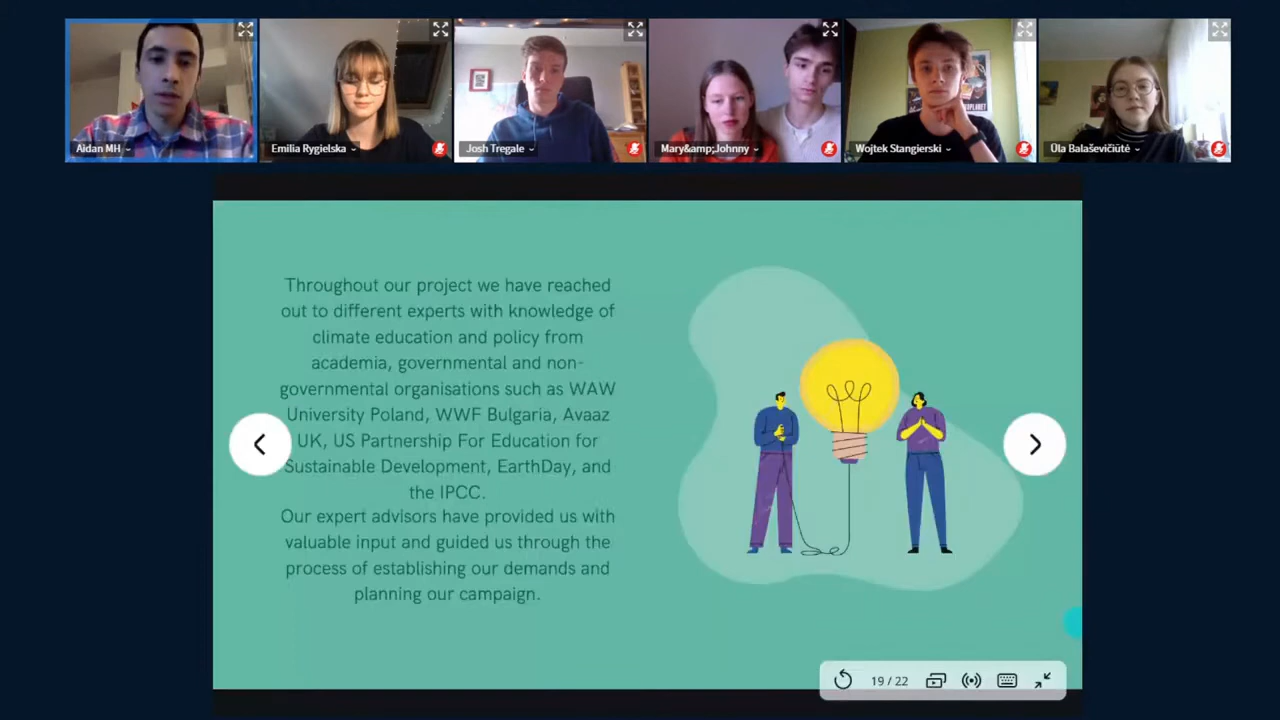 Aidan MH
Emilia Rygielska
Josh Tregale
Mary&amp;Johnny
Wojtek Stangierski
Ūla Balaševičiūtė
Throughout our project we have reached
out to different experts with knowledge of
climate education and policy from
academia, governmental and non-
governmental organisations such as WAW
University Poland, WWF Bulgaria, Avaaz
UK, US Partnership For Education for
Sustainable Development, EarthDay, and
the IPCC.
Our expert advisors have provided us with
valuable input and guided us through the
process of establishing our demands and
planning our campaign.
19 / 22